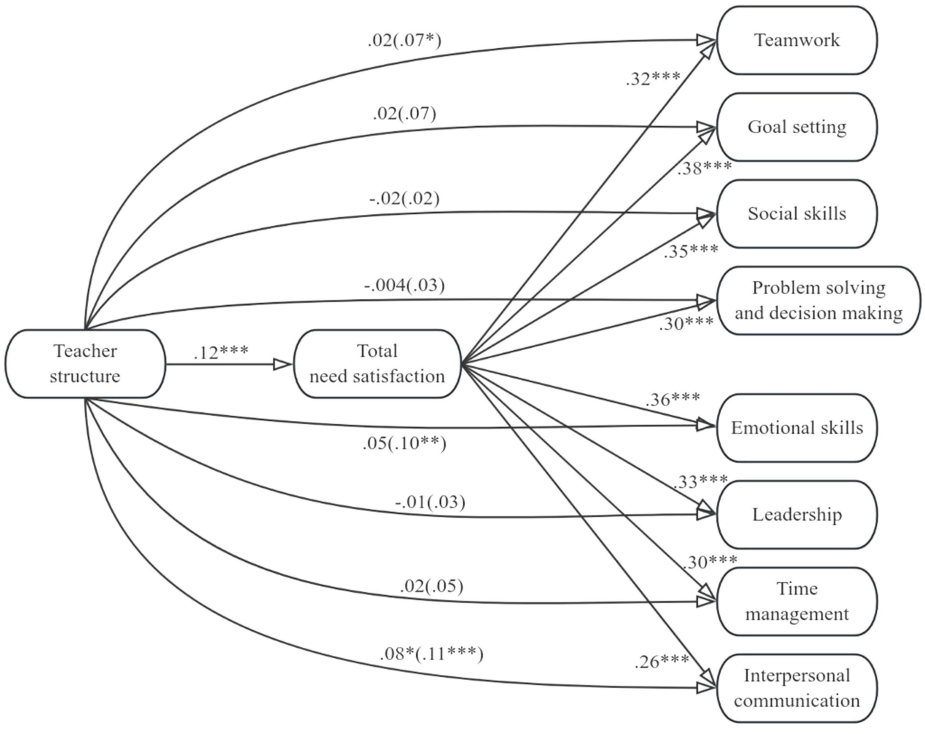 .02(.07*)
Teamwork
.32***
.02(.07)
Goal setting
.38***
-.02(.02)
Social skills
.35***
-.004(.03)
Problem solving
and decision making
.30***
Teacher
structure
.12***
Total
need satisfaction
.36***
Emotional skills
.05(.10**)
.33***
-.01(.03)
Leadership
.30***
.02(.05)
Time
management
.08*(.11***)
.26***
Interpersonal
communication